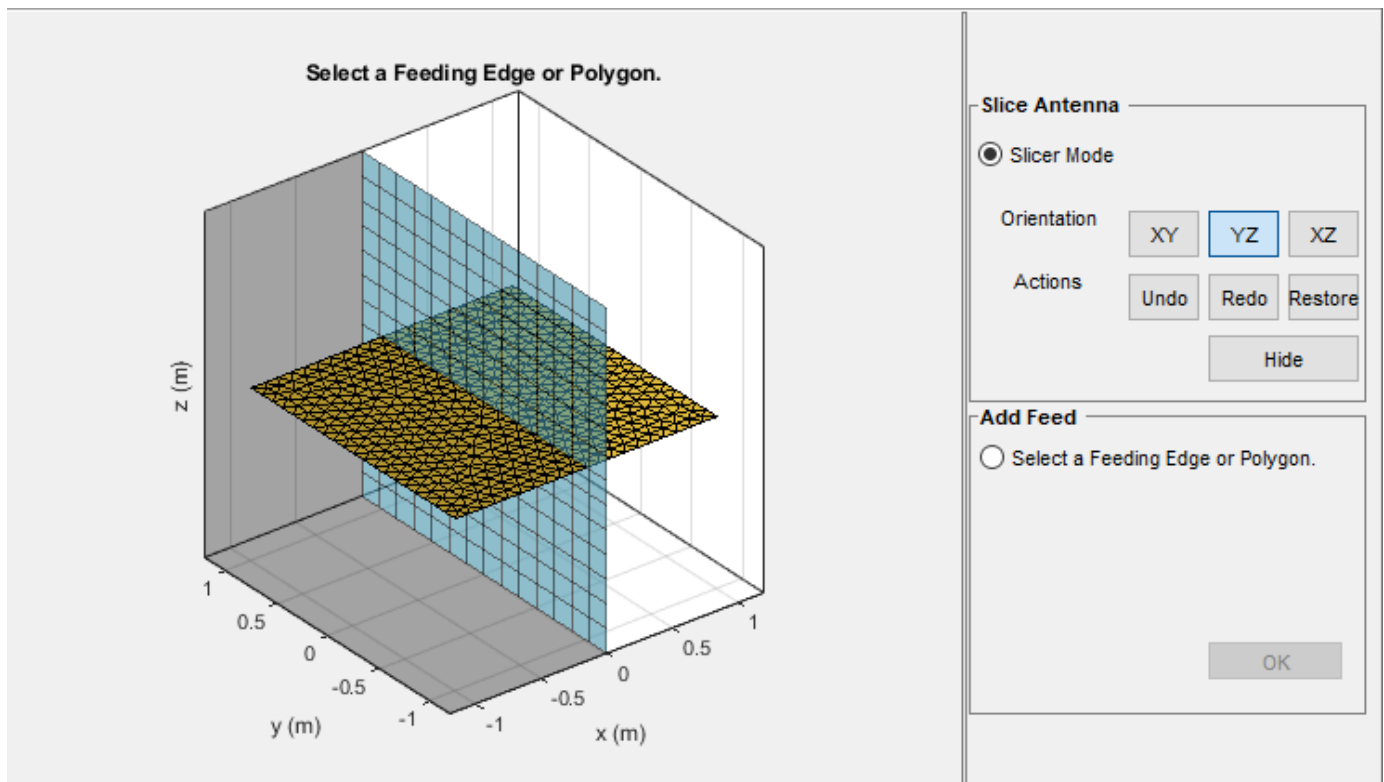 Select a Feeding Edge or Polygon.
z (m)
1
0.5
0
-0.5
-1
y (m)
-1
-0.5
0
0.5
1
x (m)
Slice Antenna
Slicer Mode
Orientation
XY YZ XZ
Actions
Undo Redo Restore
Hide
Add Feed
Select a Feeding Edge or Polygon.
OK